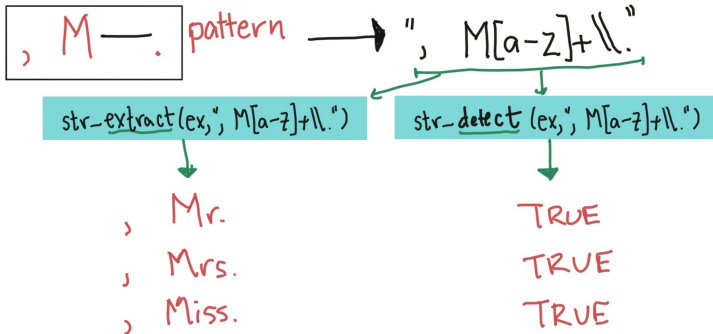 , M — . pattern ", M[a-z]+\\."
str_extract(ex,", M[a-z]+\\.")
str_detect(ex,", M[a-z]+\\.")
, Mr.
TRUE
, Mrs.
TRUE
, Miss.
TRUE